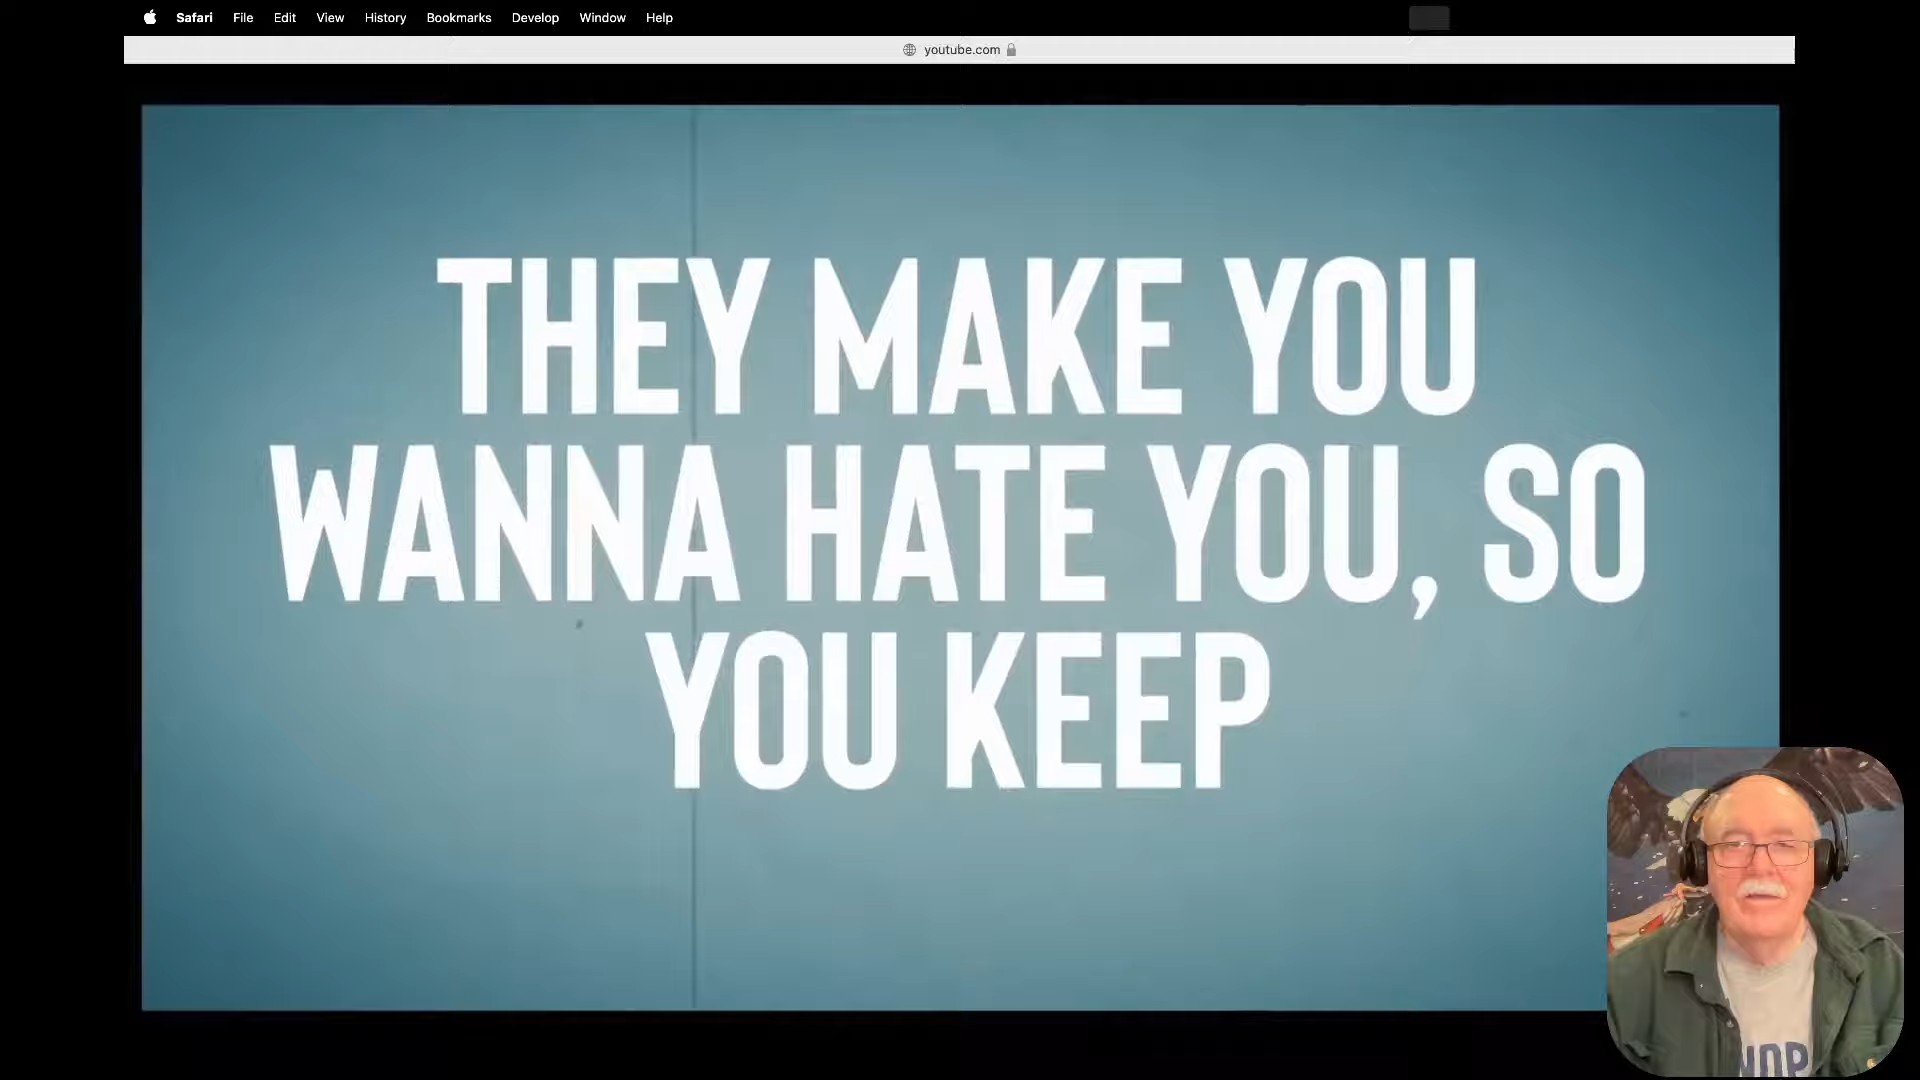 Safari File Edit View History Bookmarks Develop Window Help
youtube.com
THEY MAKE YOU
WANNA HATE YOU, SO
YOU KEEP